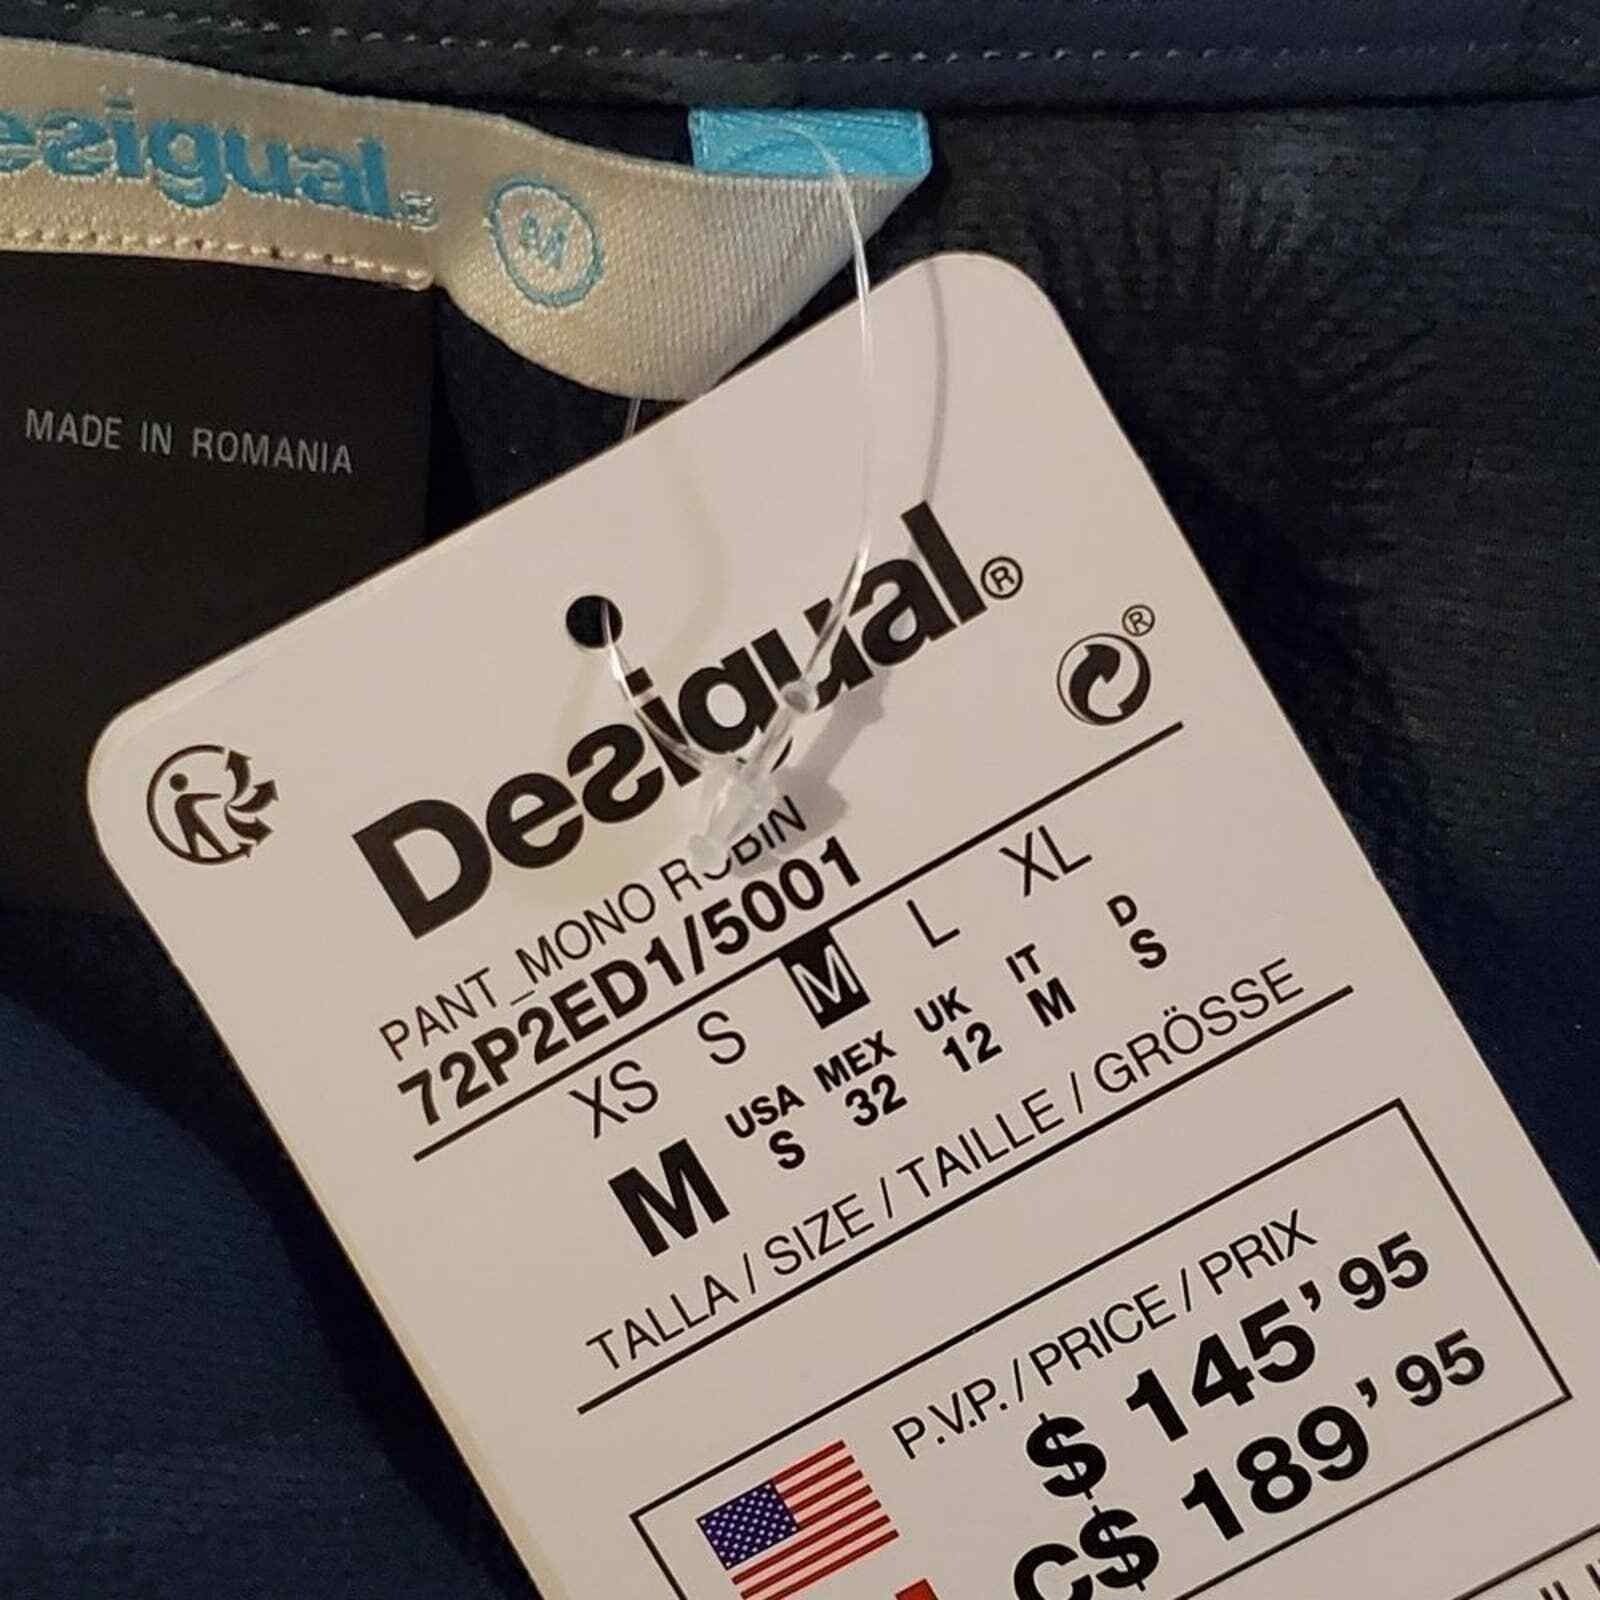 esigual.
M
MADE IN ROMANIA
Desigual®
®
PANT_MONO ROBIN
72P2ED1/5001
XS S M L XL
USA MEX UK IT D
M S 32 12 M S
TALLA / SIZE / TAILLE / GRÖSSE
P.V.P. / PRICE / PRIX
$ 145'95
C$ 189'95